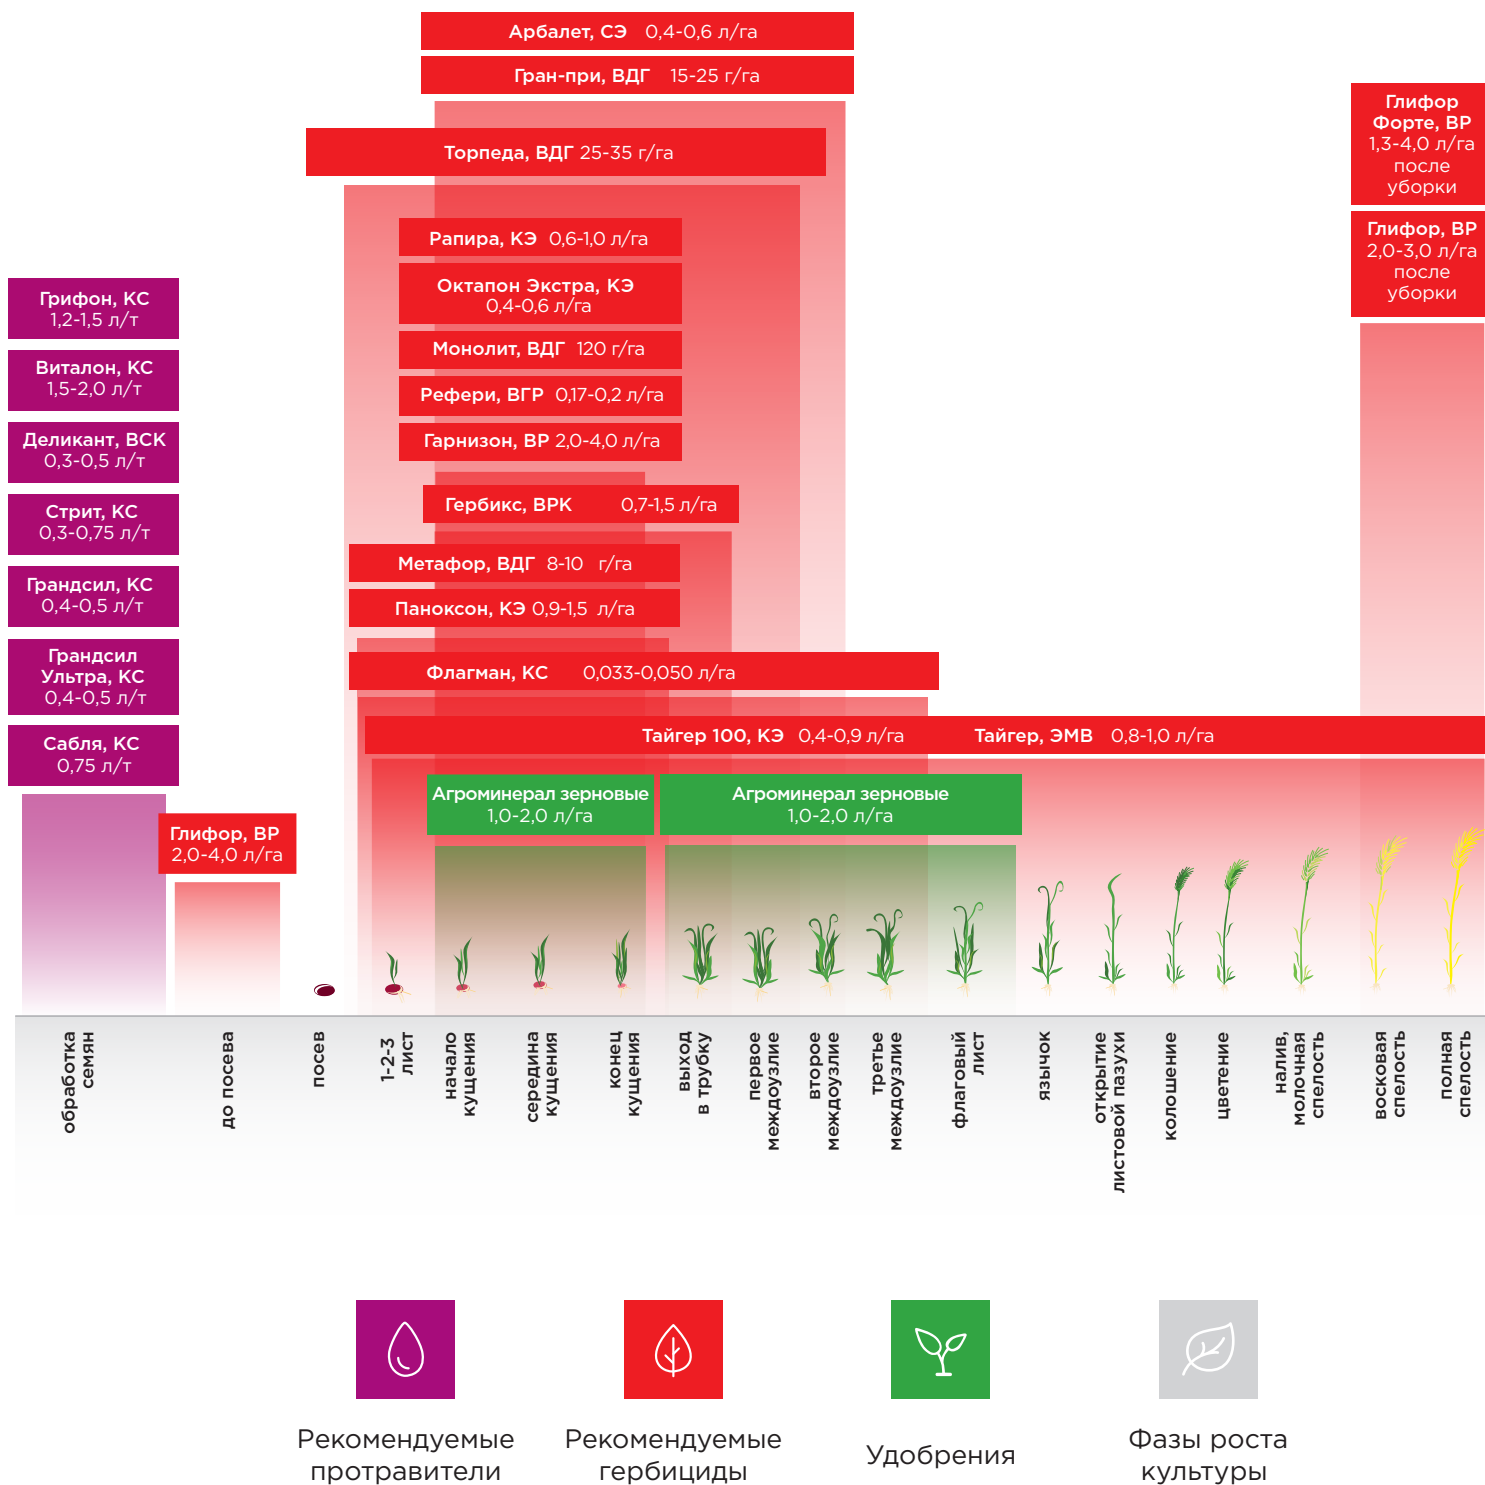 Арбалет, СЭ 0,4-0,6 л/га
Гран-при, ВДГ 15-25 г/га
Торпеда, ВДГ 25-35 г/га
Рапира, КЭ 0,6-1,0 л/га
Октапон Экстра, КЭ
0,4-0,6 л/га
Монолит, ВДГ 120 г/га
Рефери, ВГР 0,17-0,2 л/га
Гарнизон, ВР 2,0-4,0 л/га
Гербикс, ВРК 0,7-1,5 л/га
Метафор, ВДГ 8-10 г/га
Паноксон, КЭ 0,9-1,5 л/га
Флагман, КС 0,033-0,050 л/га
Тайгер 100, КЭ 0,4-0,9 л/га Тайгер, ЭМВ 0,8-1,0 л/га
Глифор
Форте, ВР
1,3-4,0 л/га
после
уборки
Глифор, ВР
2,0-3,0 л/га
после
уборки
Грифон, КС
1,2-1,5 л/т
Виталон, КС
1,5-2,0 л/т
Деликант, ВСК
0,3-0,5 л/т
Стрит, КС
0,3-0,75 л/т
Грандсил, КС
0,4-0,5 л/т
Грандсил
Ультра, КС
0,4-0,5 л/т
Сабля, КС
0,75 л/т
Глифор, ВР
2,0-4,0 л/га
Агроминерал зерновые
1,0-2,0 л/га
Агроминерал зерновые
1,0-2,0 л/га
обработка
семян
до посева
посев
1-2-3
лист
начало
кущения
середина
кущения
конец
кущения
выход
в трубку
первое
междоузлие
второе
междоузлие
третье
междоузлие
флаговый
лист
язычок
открытие
листовой пазухи
колошение
цветение
налив,
молочная
спелость
восковая
спелость
полная
спелость
Рекомендуемые
протравители
Рекомендуемые
гербициды
Удобрения
Фазы роста
культуры